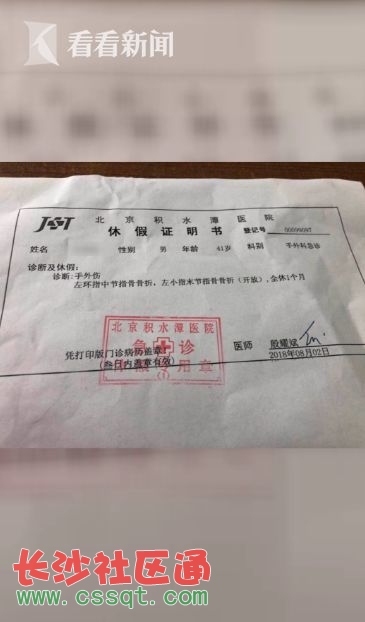 看看新闻
JST
北京积水潭医院
休假证明书 登记号 00099097
姓名 性别 男 年龄 41岁 科别 手外科急诊
诊断及休假:
诊断:手外伤
左环指中节指骨骨折,左小指末节指骨骨折(开放),全休1个月
北京积水潭医院
急诊
凭打印版门诊病历盖章 医师 殷耀斌
(叁日内盖章有效) 2018年08月02日
长沙社区通
www.cssqt.com